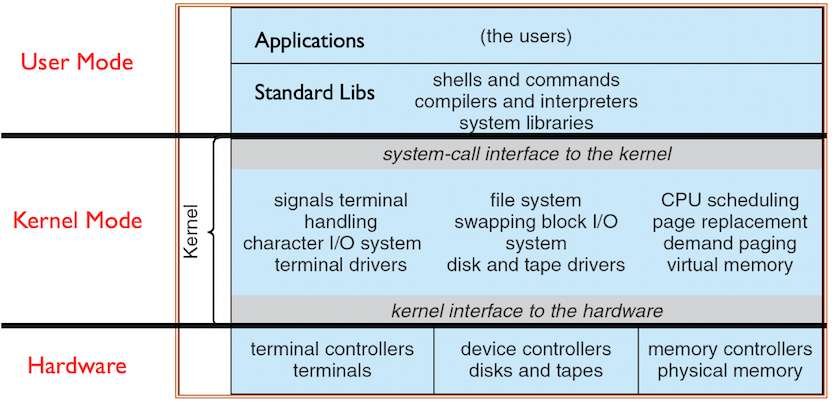 User Mode
Applications
(the users)
Standard Libs
shells and commands
compilers and interpreters
system libraries
Kernel Mode
Kernel
system-call interface to the kernel
signals terminal
handling
character I/O system
terminal drivers
file system
swapping block I/O
system
disk and tape drivers
CPU scheduling
page replacement
demand paging
virtual memory
kernel interface to the hardware
Hardware
terminal controllers
terminals
device controllers
disks and tapes
memory controllers
physical memory